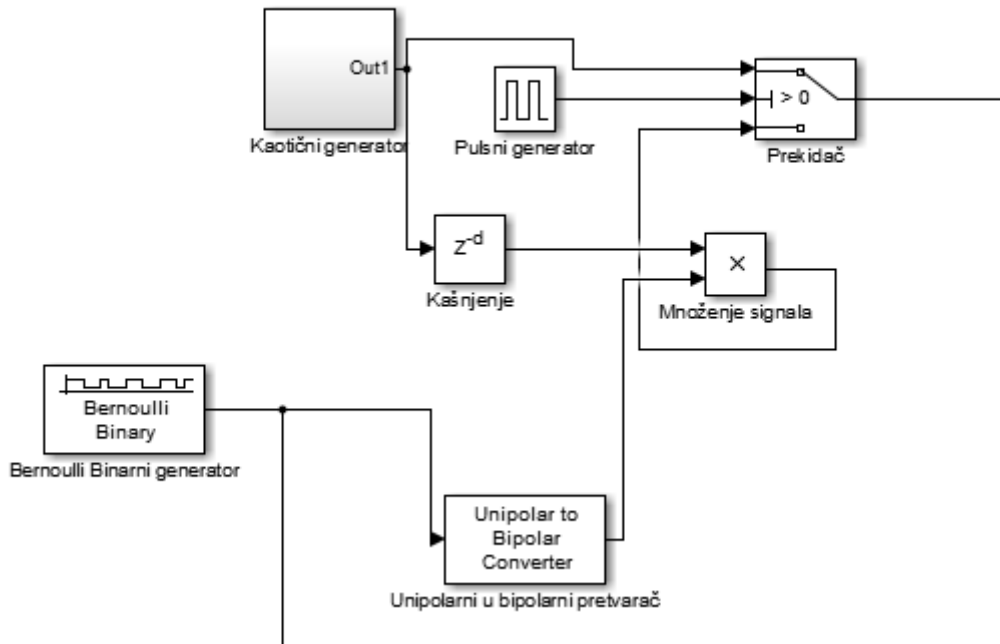 Out1
Kaotični generator
Pulsni generator
> 0
Prekidač
Z-d
Kašnjenje
×
Množenje signala
Bernoulli
Binary
Bernoulli Binarni generator
Unipolar to
Bipolar
Converter
Unipolarni u bipolarni pretvarač